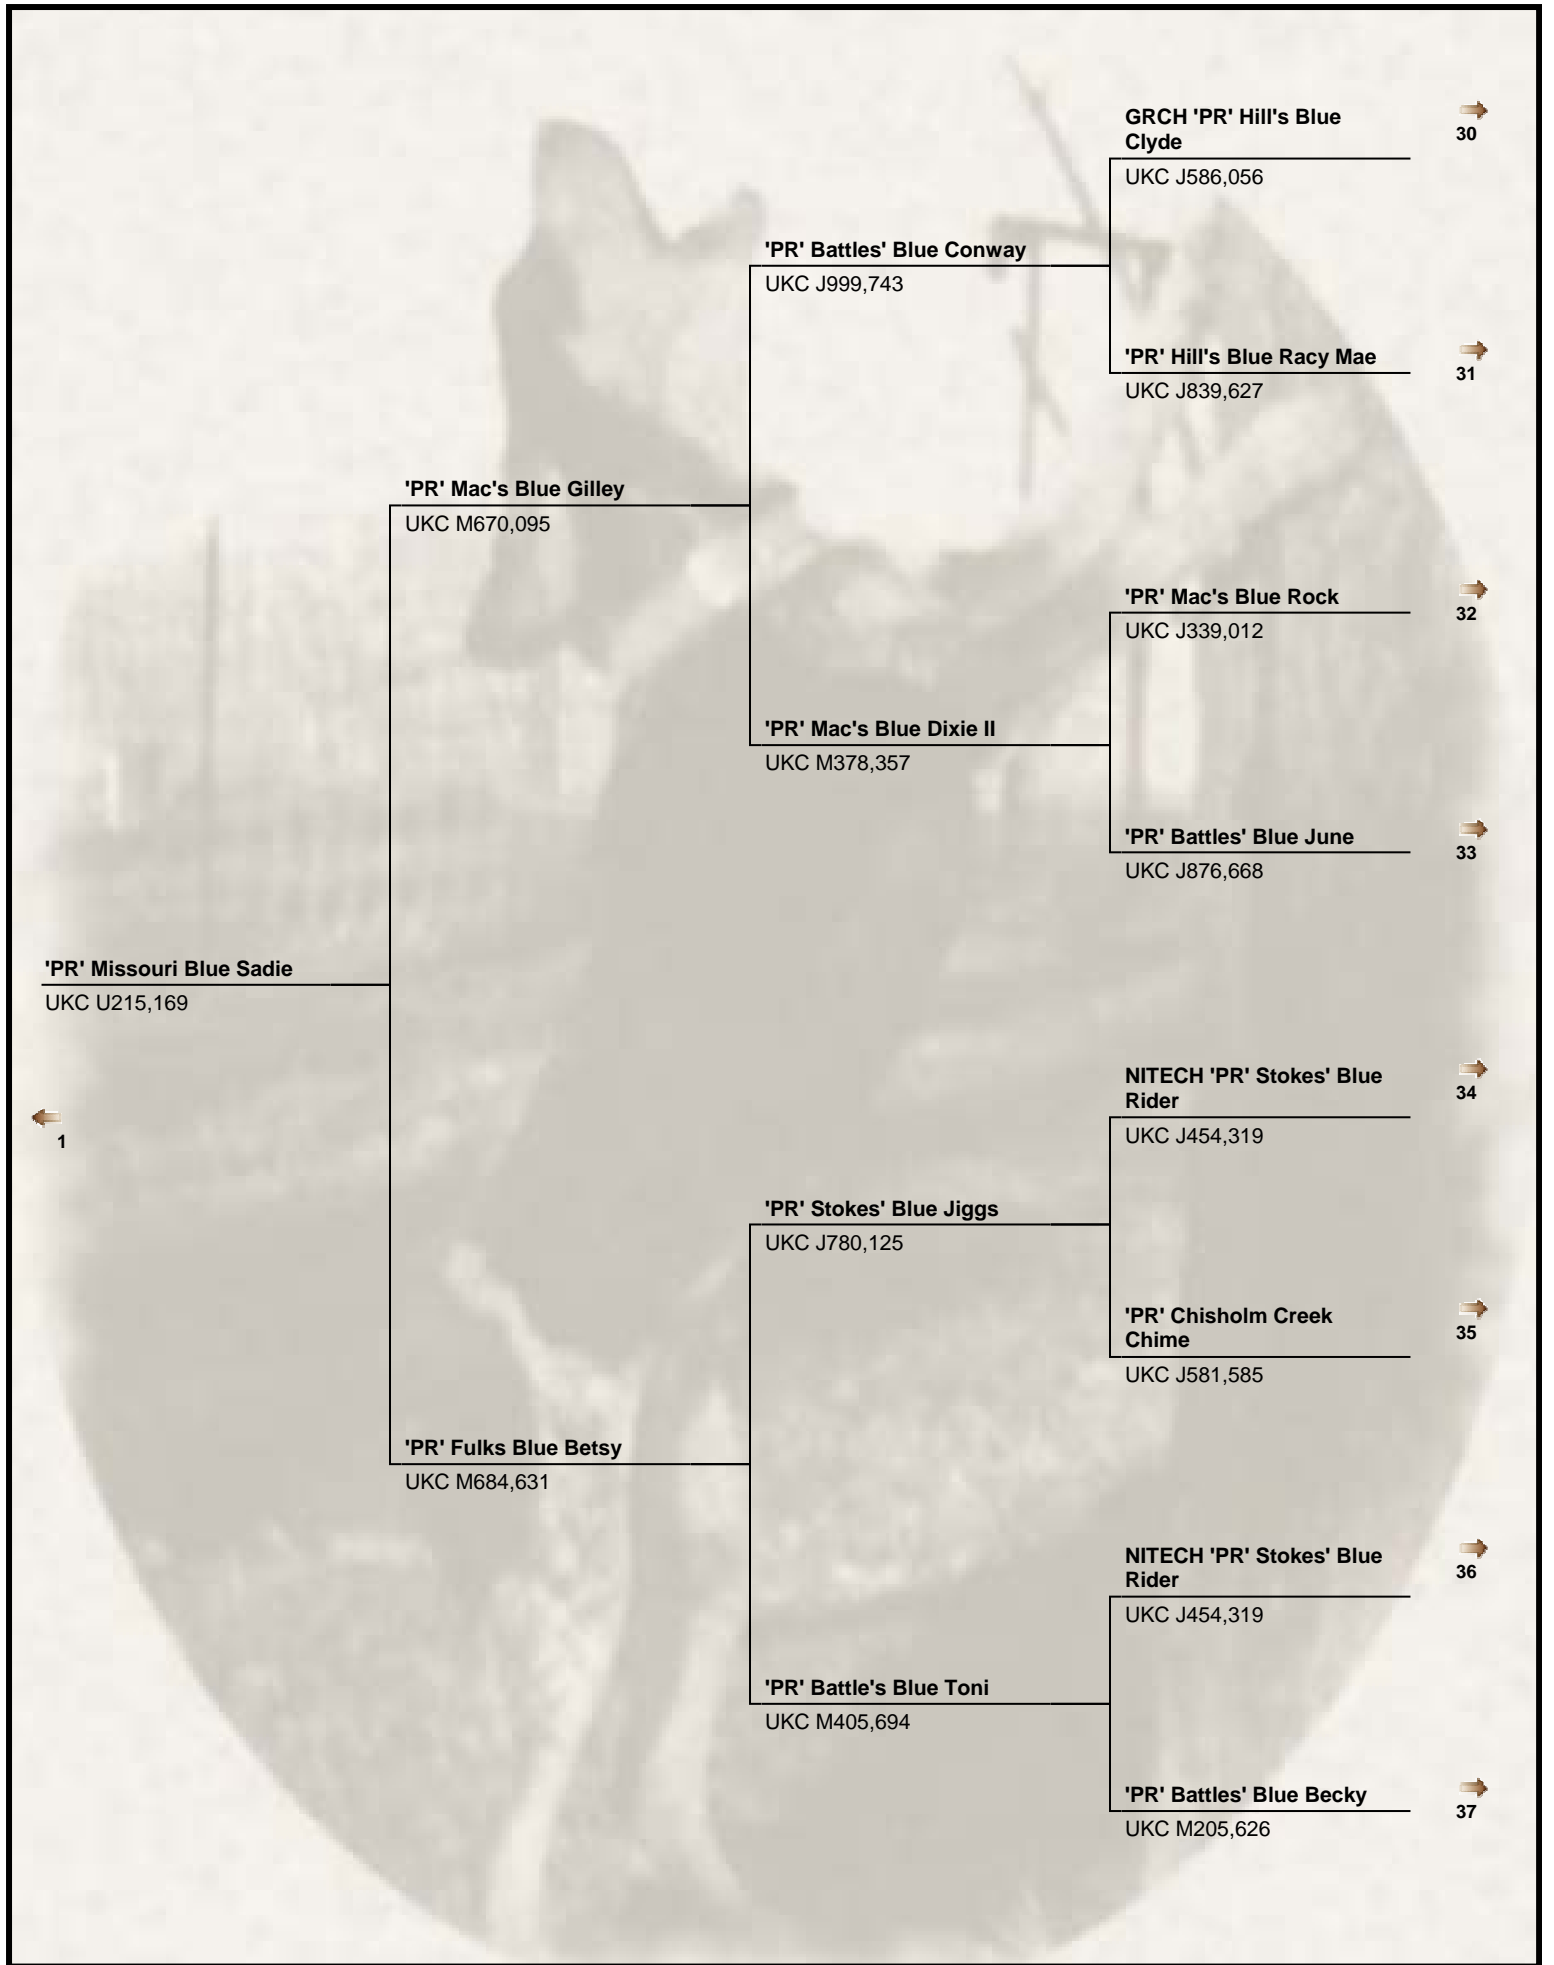 GRCH 'PR' Hill's Blue
Clyde
UKC J586,056
30
'PR' Battles' Blue Conway
UKC J999,743
'PR' Hill's Blue Racy Mae
UKC J839,627
31
'PR' Mac's Blue Gilley
UKC M670,095
'PR' Mac's Blue Rock
UKC J339,012
32
'PR' Mac's Blue Dixie II
UKC M378,357
'PR' Battles' Blue June
UKC J876,668
33
'PR' Missouri Blue Sadie
UKC U215,169
1
NITECH 'PR' Stokes' Blue
Rider
UKC J454,319
34
'PR' Stokes' Blue Jiggs
UKC J780,125
'PR' Chisholm Creek
Chime
UKC J581,585
35
'PR' Fulks Blue Betsy
UKC M684,631
NITECH 'PR' Stokes' Blue
Rider
UKC J454,319
36
'PR' Battle's Blue Toni
UKC M405,694
'PR' Battles' Blue Becky
UKC M205,626
37